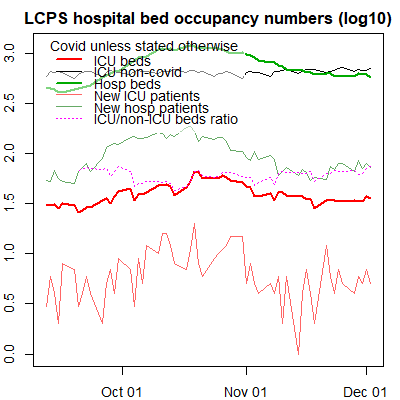 LCPS hospital bed occupancy numbers (log10)
Covid unless stated otherwise
ICU beds
ICU non-covid
Hosp beds
New ICU patients
New hosp patients
ICU/non-ICU beds ratio
3.0
2.5
2.0
1.5
1.0
0.5
0.0
Oct 01
Nov 01
Dec 01